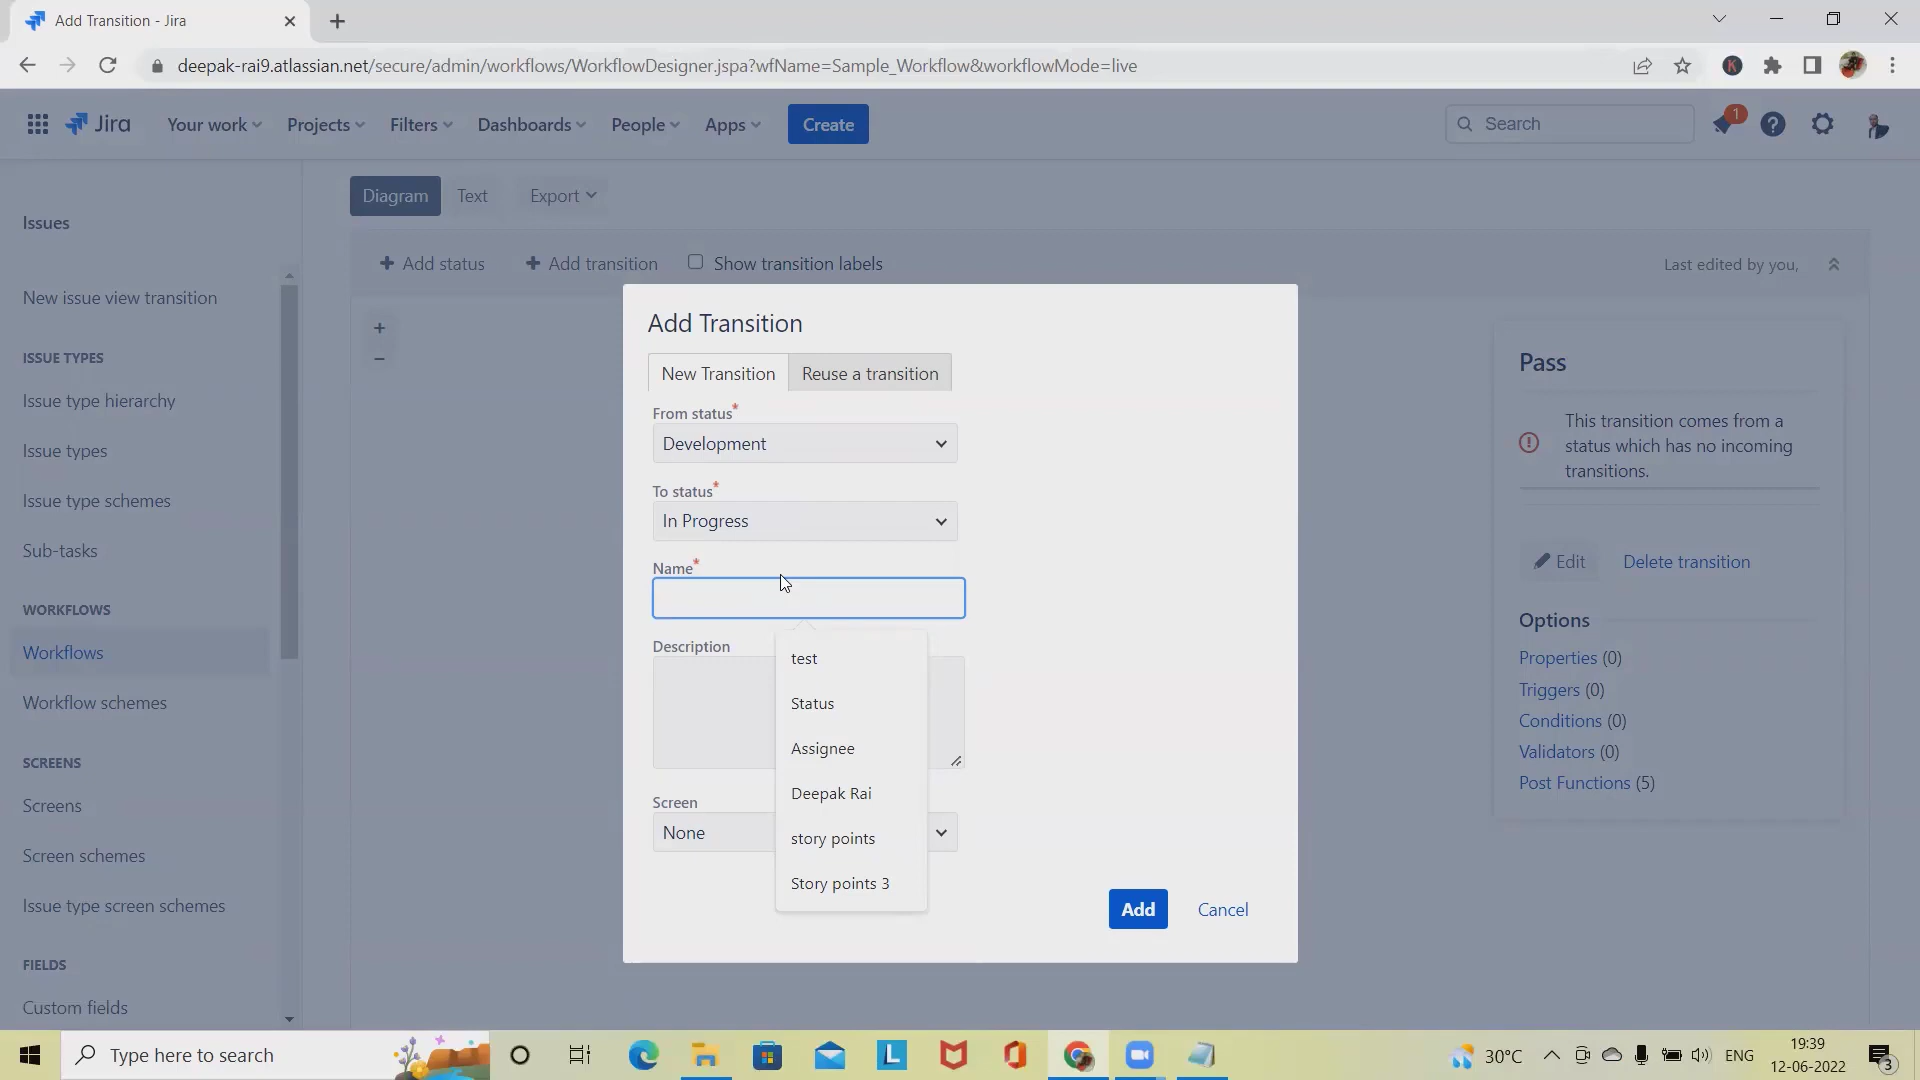 Add Transition - Jira
deepak-rai9.atlassian.net/secure/admin/workflows/WorkflowDesigner.jspa?wfName=Sample_Workflow&workflowMode=live
K
Jira
Your work
Projects
Filters
Dashboards
People
Apps
Create
Search
1
Issues
New issue view transition
ISSUE TYPES
Issue type hierarchy
Issue types
Issue type schemes
Sub-tasks
WORKFLOWS
Workflows
Workflow schemes
SCREENS
Screens
Screen schemes
Issue type screen schemes
FIELDS
Custom fields
Diagram
Text
Export
Add status
Add transition
Show transition labels
Last edited by you,
Add Transition
New Transition
Reuse a transition
From status*
Development
To status*
In Progress
Name*
Description
test
Status
Assignee
Deepak Rai
story points
Story points 3
Screen
None
Add
Cancel
Pass
This transition comes from a
status which has no incoming
transitions.
Edit
Delete transition
Options
Properties (0)
Triggers (0)
Conditions (0)
Validators (0)
Post Functions (5)
Type here to search
L
30°C
ENG
19:39
12-06-2022
3